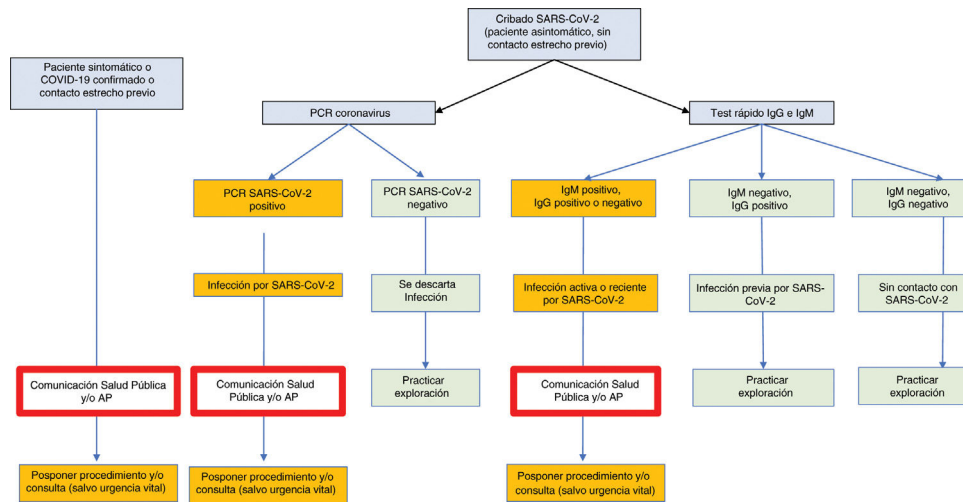 Cribado SARS-CoV-2
(paciente asintomático, sin
contacto estrecho previo)
Paciente sintomático o
COVID-19 confirmado o
contacto estrecho previo
PCR coronavirus
Test rápido IgG e IgM
PCR SARS-CoV-2
positivo
PCR SARS-CoV-2
negativo
IgM positivo,
IgG positivo o negativo
IgM negativo,
IgG positivo
IgM negativo,
IgG negativo
Infección por SARS-CoV-2
Se descarta
Infección
Infección activa o reciente
por SARS-CoV-2
Infección previa por SARS-
CoV-2
Sin contacto con
SARS-CoV-2
Comunicación Salud Pública
y/o AP
Comunicación Salud
Pública y/o AP
Practicar
exploración
Comunicación Salud
Pública y/o AP
Practicar
exploración
Practicar
exploración
Posponer procedimiento y/o
consulta (salvo urgencia vital)
Posponer procedimiento y/o
consulta (salvo urgencia vital)
Posponer procedimiento y/o
consulta (salvo urgencia vital)